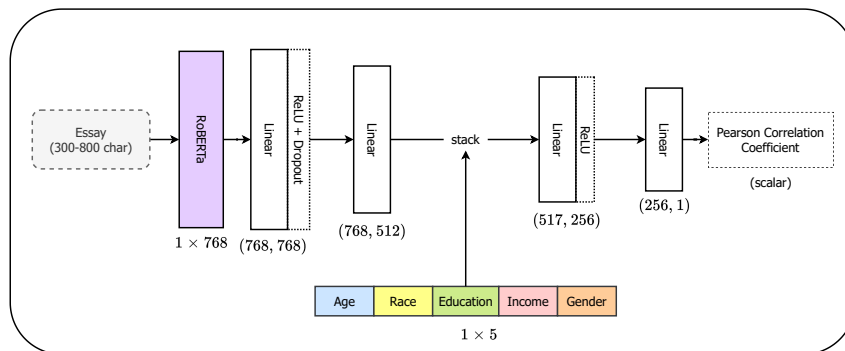 Essay
(300-800 char)
RoBERTa
1 × 768
Linear
ReLU + Dropout
(768, 768)
Linear
(768, 512)
stack
Linear
ReLU
(517, 256)
Linear
(256, 1)
Pearson Correlation
Coefficient
(scalar)
Age Race Education Income Gender
1 × 5